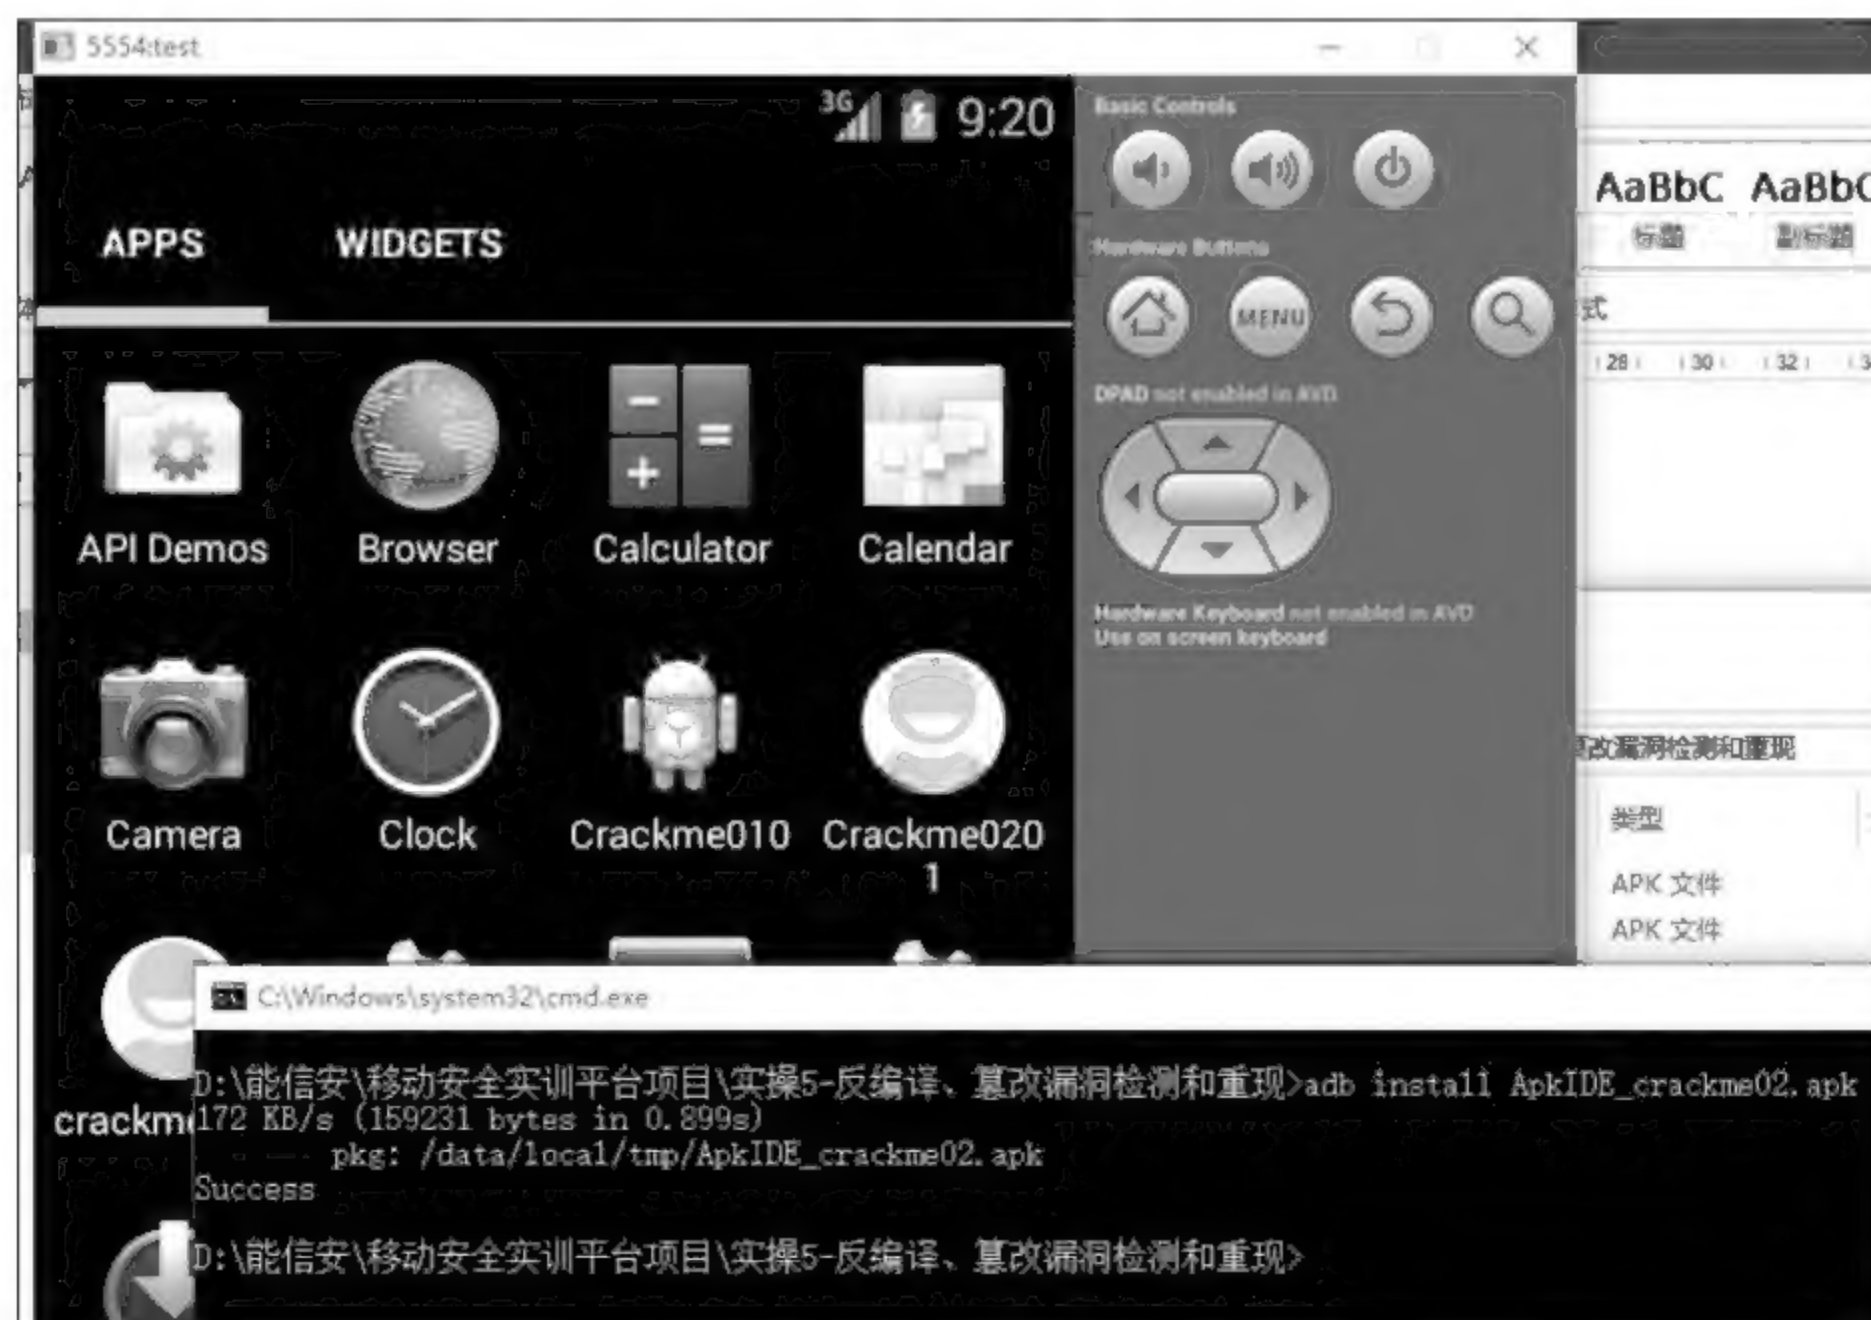 5554:test
3G 9:20
APPS WIDGETS
API Demos Browser Calculator Calendar
Camera Clock Crackme010 Crackme020
1
crackm
Basic Controls
Hardware Buttons
MENU
DPAD not enabled in AVD
Hardware Keyboard not enabled in AVD
Use on screen keyboard
AaBbC AaBbC
标题 副标题
式
28 30 32
改漏洞检测和重现
类型
APK 文件
APK 文件
C:\Windows\system32\cmd.exe
D:\能信安\移动安全实训平台项目\实操5-反编译、篡改漏洞检测和重现>adb install ApkIDE_crackme02.apk
172 KB/s (159231 bytes in 0.899s)
pkg: /data/local/tmp/ApkIDE_crackme02.apk
Success
D:\能信安\移动安全实训平台项目\实操5-反编译、篡改漏洞检测和重现>